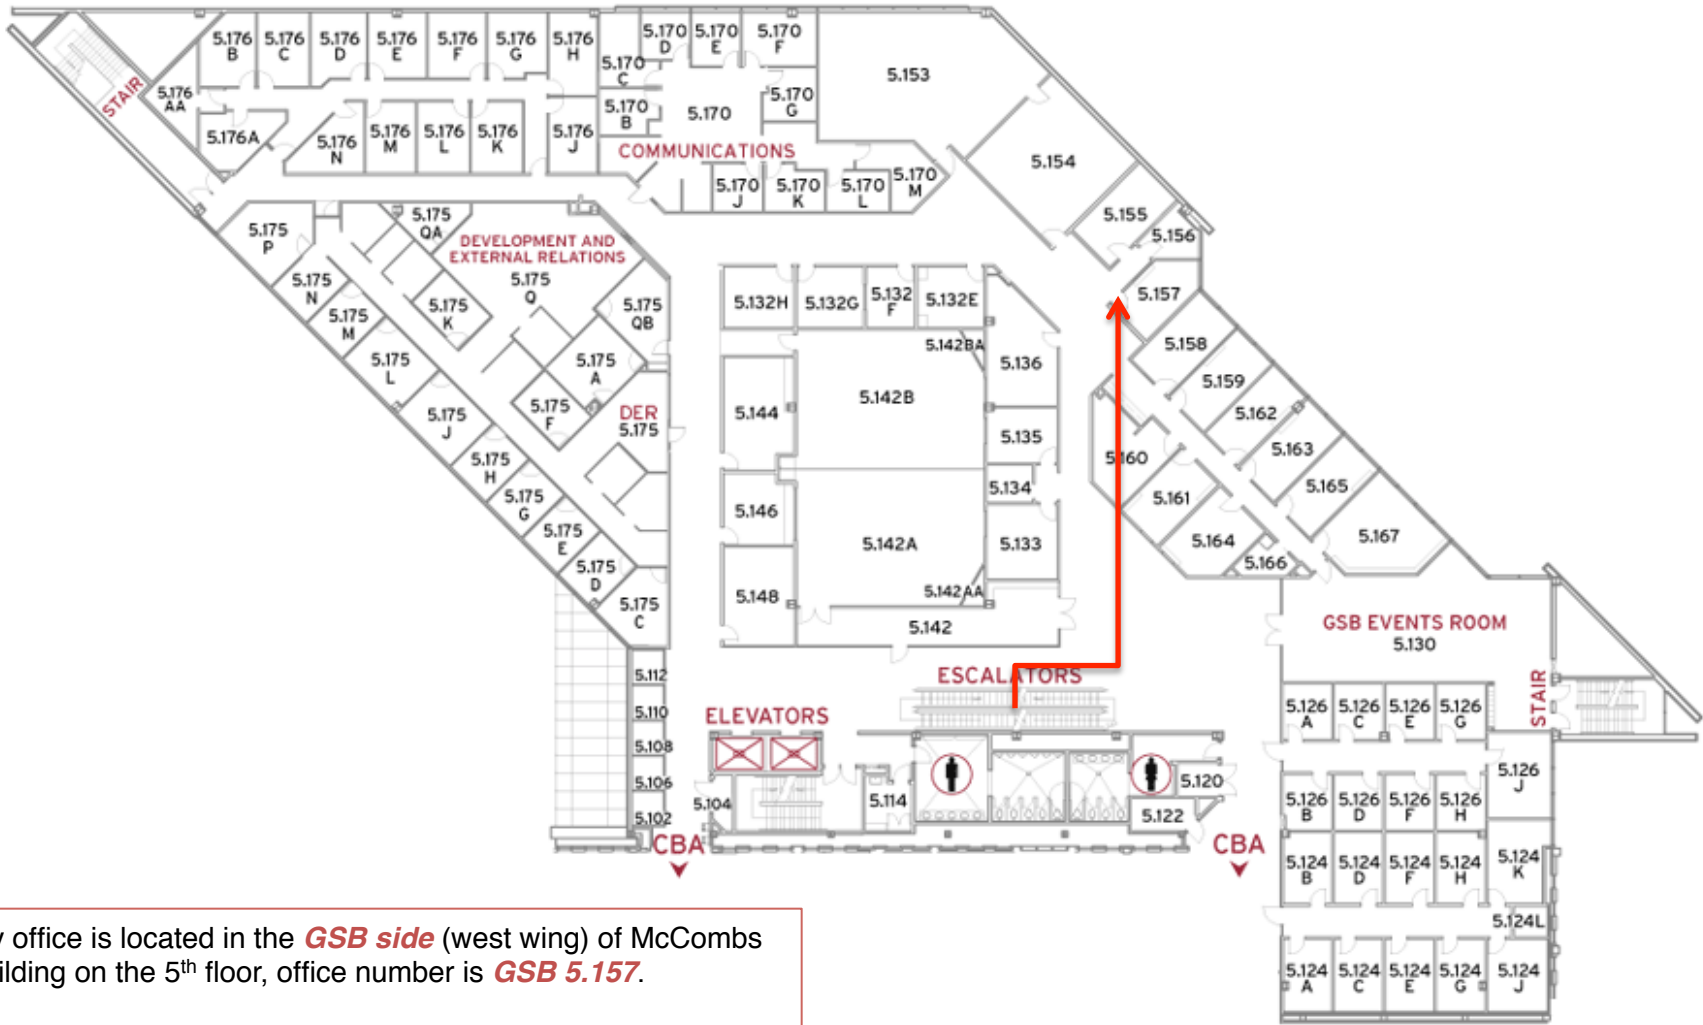 5.176 B
5.176 C
5.176 D
5.176 E
5.176 F
5.176 G
5.176 H
5.170 C
5.170 D
5.170 E
5.170 F
5.153
STAIR
5.176 AA
5.176A
5.176 N
5.176 M
5.176 L
5.176 K
5.176 J
5.170 B
5.170
5.170 G
COMMUNICATIONS
5.170 J
5.170 K
5.170 L
5.170 M
5.154
5.155
5.156
5.175 P
5.175 QA
DEVELOPMENT AND
EXTERNAL RELATIONS
5.175 Q
5.175 N
5.175 M
5.175 K
5.175 QB
5.175 L
5.175 A
5.175 F
DER
5.175
5.175 J
5.175 H
5.175 G
5.175 E
5.175 D
5.175 C
5.132H
5.132G
5.132 F
5.132E
5.142BA
5.136
5.144
5.142B
5.135
5.134
5.146
5.142A
5.133
5.148
5.142AA
5.142
5.157
5.158
5.159
5.162
5.160
5.163
5.161
5.165
5.164
5.166
5.167
GSB EVENTS ROOM
5.130
5.112
5.110
5.108
5.106
5.102
ESCALATORS
ELEVATORS
5.104
5.114
5.120
5.122
CBA
CBA
STAIR
5.126 A
5.126 C
5.126 E
5.126 G
5.126 J
5.126 B
5.126 D
5.126 F
5.126 H
5.124 B
5.124 D
5.124 F
5.124 H
5.124 K
5.124L
5.124 A
5.124 C
5.124 E
5.124 G
5.124 J
y office is located in the GSB side (west wing) of McCombs
ilding on the 5th floor, office number is GSB 5.157.